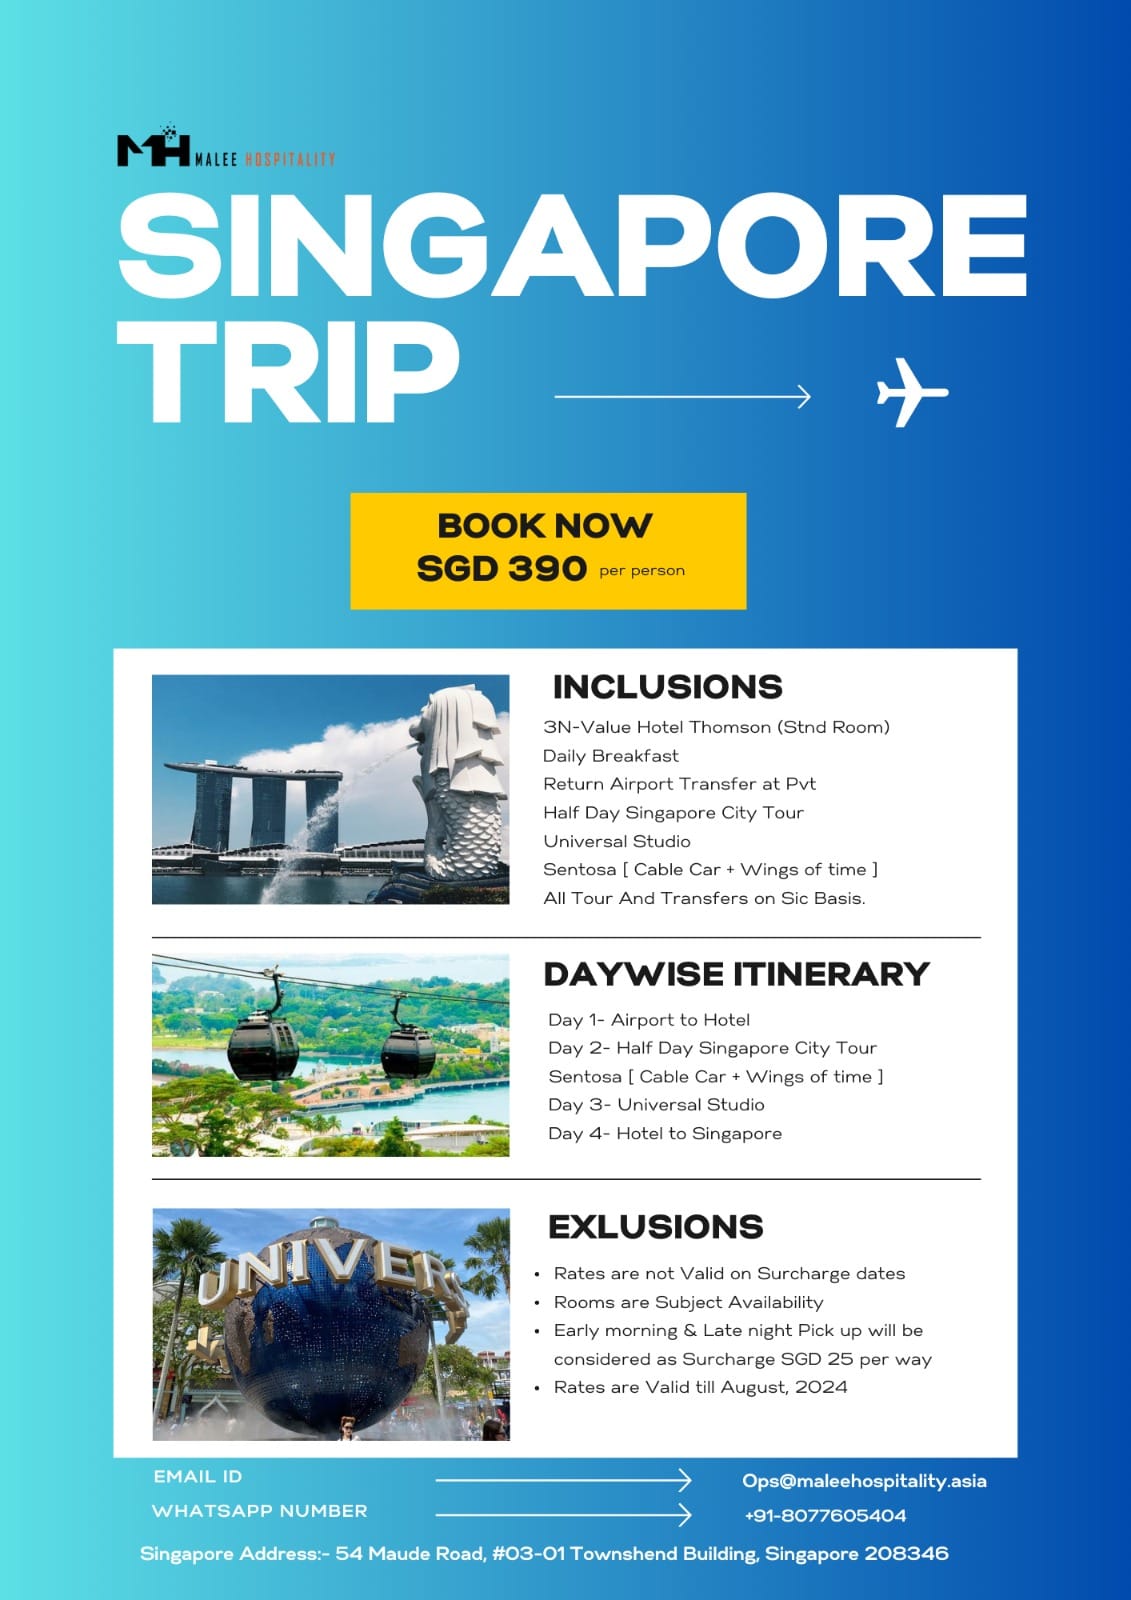 MH MALEE HOSPITALITY
SINGAPORE
TRIP
BOOK NOW
SGD 390 per person
INCLUSIONS
3N-Value Hotel Thomson (Stnd Room)
Daily Breakfast
Return Airport Transfer at Pvt
Half Day Singapore City Tour
Universal Studio
Sentosa [ Cable Car + Wings of time ]
All Tour And Transfers on Sic Basis.
DAYWISE ITINERARY
Day 1- Airport to Hotel
Day 2- Half Day Singapore City Tour
Sentosa [ Cable Car + Wings of time ]
Day 3- Universal Studio
Day 4- Hotel to Singapore
UNIVER
EXLUSIONS
• Rates are not Valid on Surcharge dates
• Rooms are Subject Availability
• Early morning & Late night Pick up will be
considered as Surcharge SGD 25 per way
• Rates are Valid till August, 2024
EMAIL ID Ops@maleehospitality.asia
WHATSAPP NUMBER +91-8077605404
Singapore Address:- 54 Maude Road, #03-01 Townshend Building, Singapore 208346